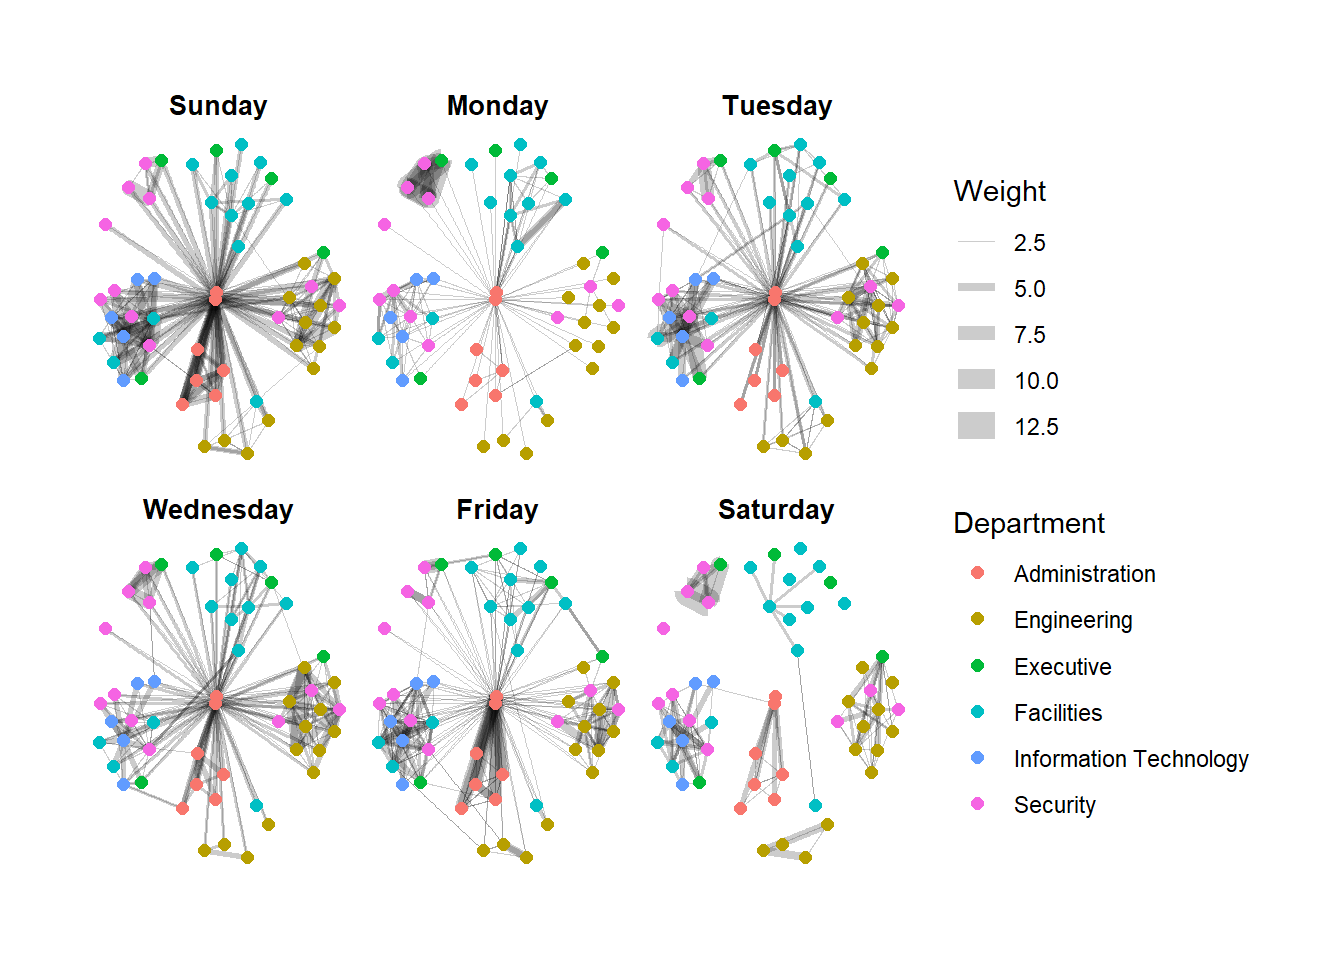 Sunday
Monday
Tuesday
Wednesday
Friday
Saturday
Weight
2.5
5.0
7.5
10.0
12.5
Department
Administration
Engineering
Executive
Facilities
Information Technology
Security